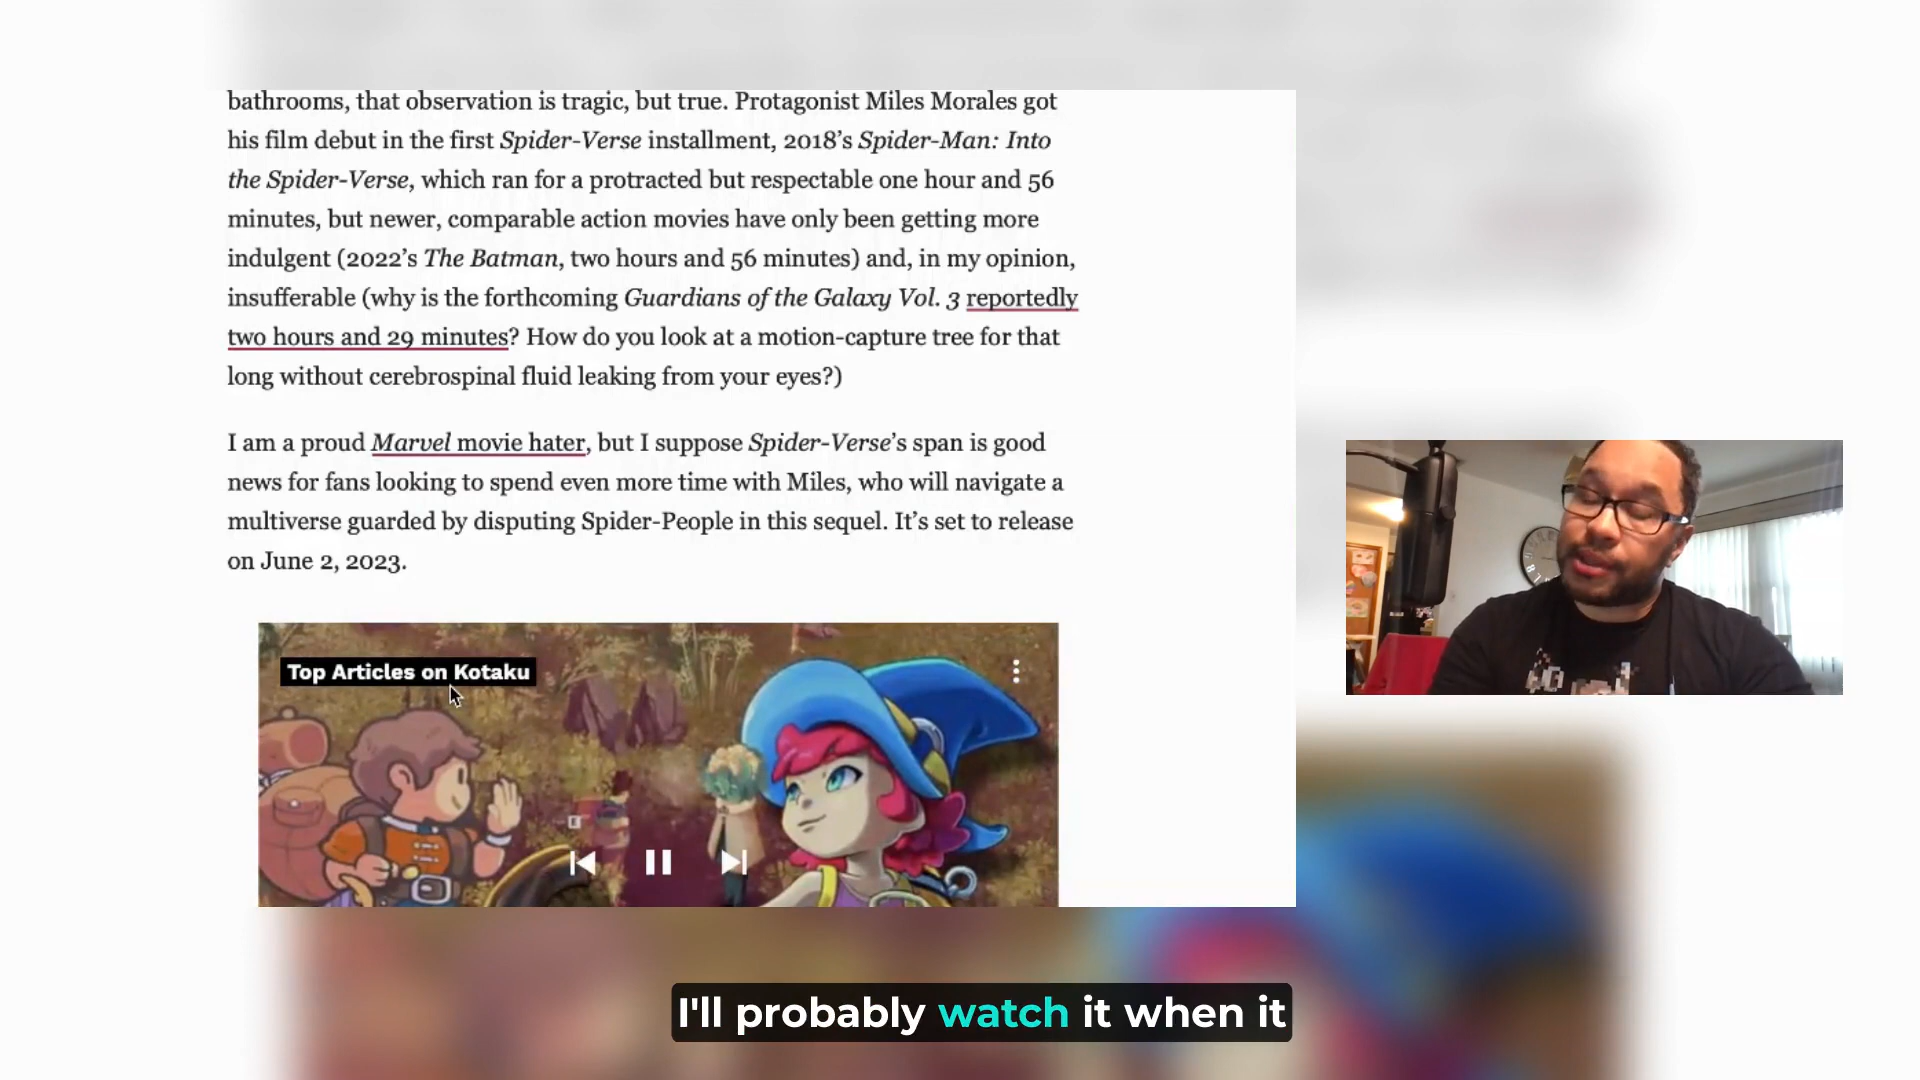 bathrooms, that observation is tragic, but true. Protagonist Miles Morales got
his film debut in the first Spider-Verse installment, 2018’s Spider-Man: Into
the Spider-Verse, which ran for a protracted but respectable one hour and 56
minutes, but newer, comparable action movies have only been getting more
indulgent (2022’s The Batman, two hours and 56 minutes) and, in my opinion,
insufferable (why is the forthcoming Guardians of the Galaxy Vol. 3 reportedly
two hours and 29 minutes? How do you look at a motion-capture tree for that
long without cerebrospinal fluid leaking from your eyes?)
I am a proud Marvel movie hater, but I suppose Spider-Verse’s span is good
news for fans looking to spend even more time with Miles, who will navigate a
multiverse guarded by disputing Spider-People in this sequel. It’s set to release
on June 2, 2023.
Top Articles on Kotaku
I'll probably watch it when it